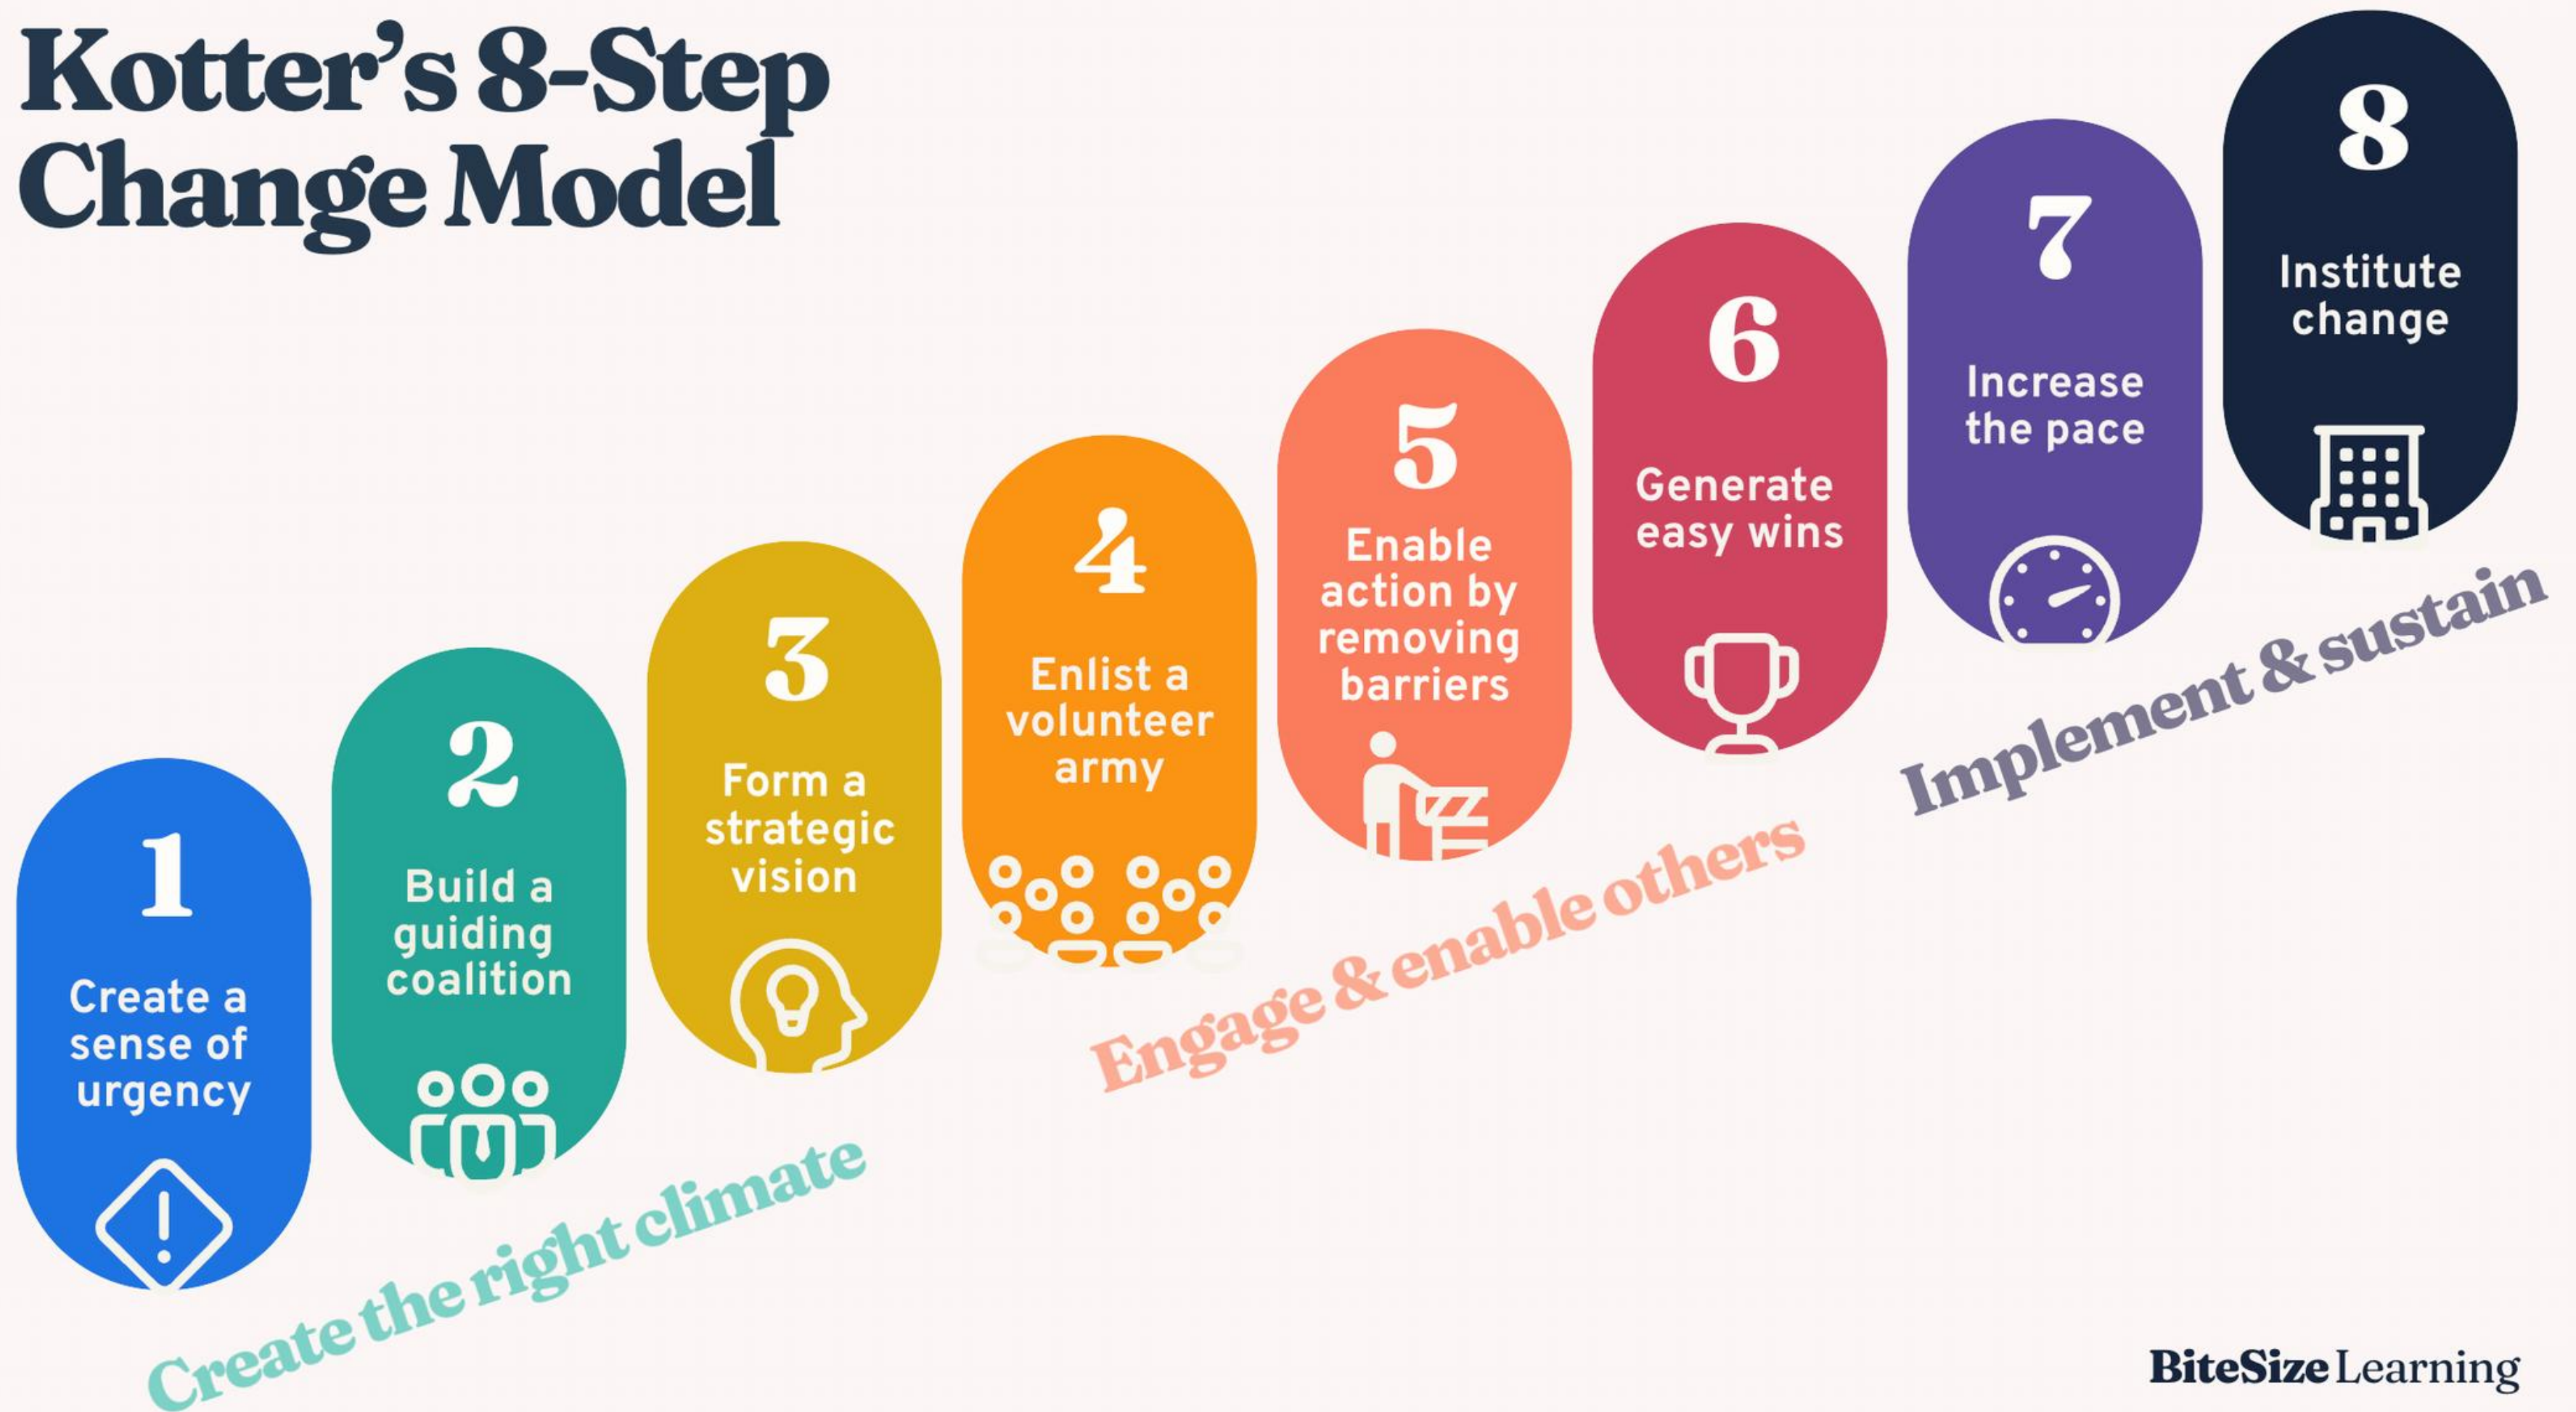 Kotter's 8-Step
Change Model
1
Create a
sense of
urgency
2
Build a
guiding
coalition
3
Form a
strategic
vision
Create the right climate
4
Enlist a
volunteer
army
5
Enable
action by
removing
barriers
6
Generate
easy wins
Engage & enable others
7
Increase
the pace
8
Institute
change
Implement & sustain
BiteSize Learning